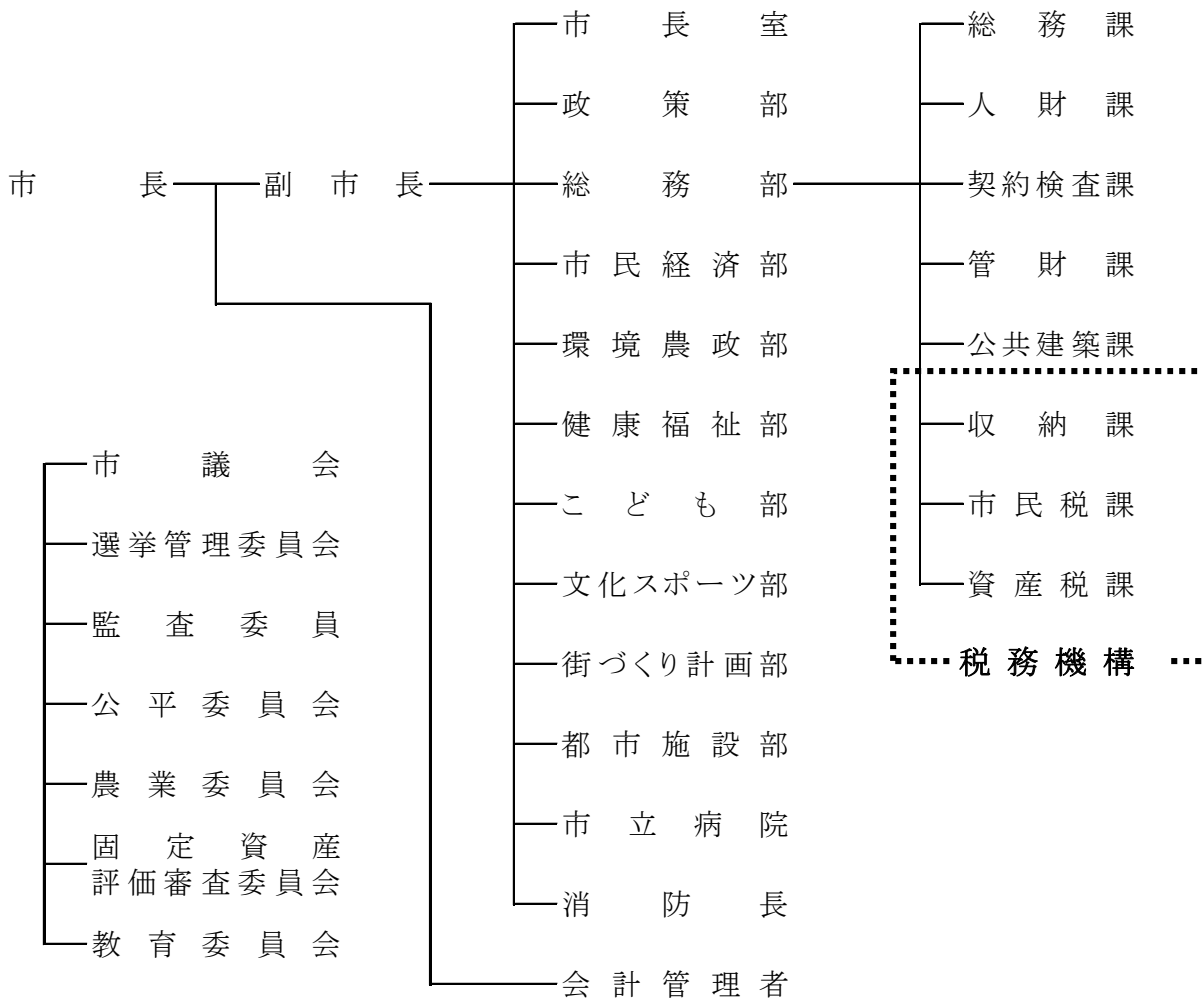 市長室 総務課
政策部 人財課
市長 副市長 総務部 契約検査課
市民経済部 管財課
環境農政部 公共建築課
健康福祉部 収納課
市議会
こども部 市民税課
選挙管理委員会
文化スポーツ部 資産税課
監査委員
街づくり計画部 税務機構
公平委員会
都市施設部
農業委員会
市立病院
固定資産
評価審査委員会
消防長
教育委員会
会計管理者